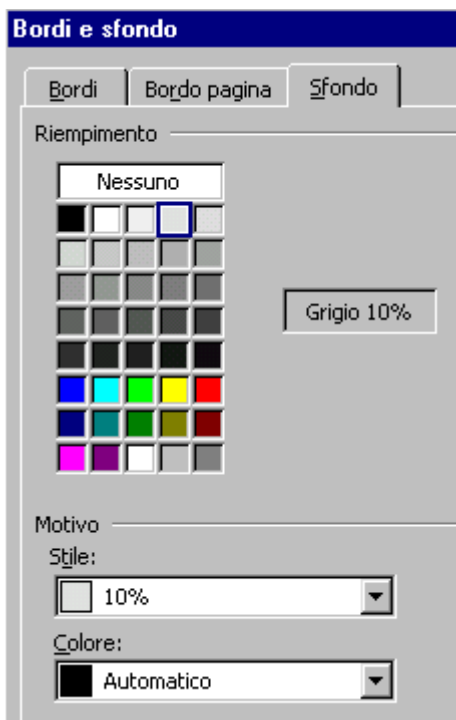 Bordi e sfondo
Bordi Bordo pagina Sfondo
Riempimento
Nessuno
Grigio 10%
Motivo
Stile:
10%
Colore:
Automatico